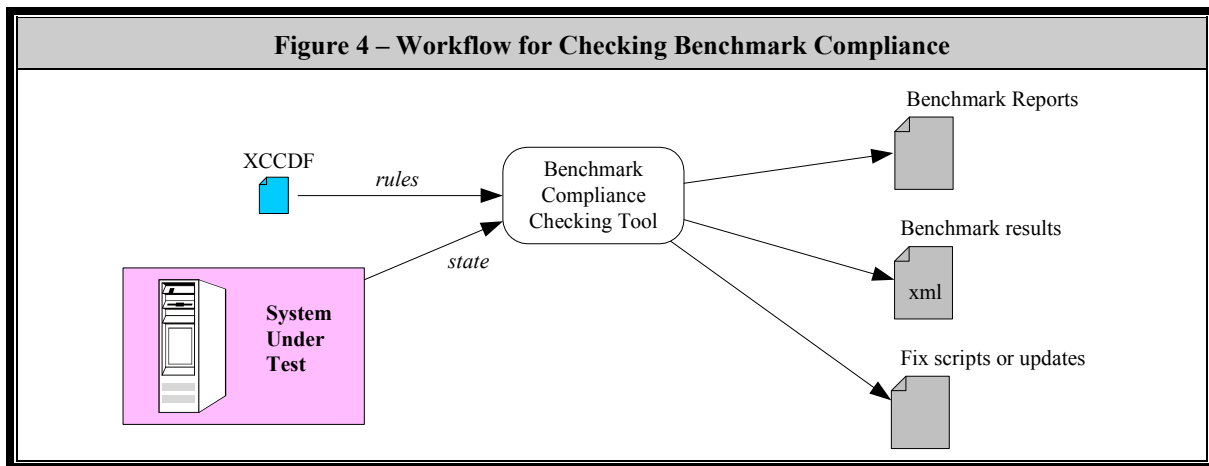 Figure 4 – Workflow for Checking Benchmark Compliance
Benchmark Reports
XCCDF
rules
Benchmark
Compliance
Checking Tool
Benchmark results
xml
state
System
Under
Test
Fix scripts or updates